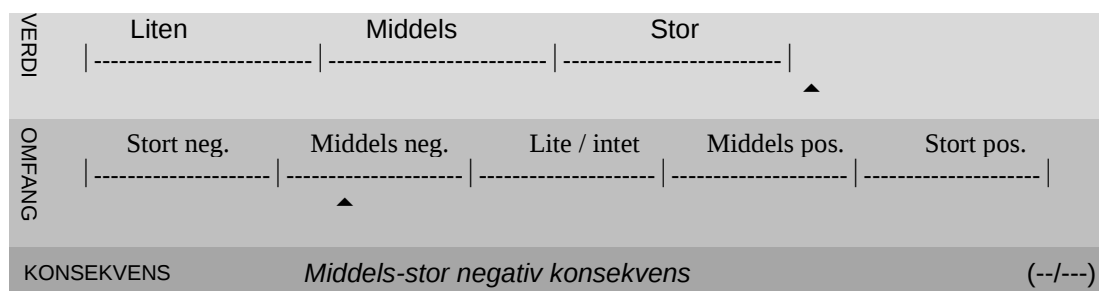 VERDI
Liten Middels Stor
|---------------------------|---------------------------|---------------------------|
OMFANG
Stort neg. Middels neg. Lite / intet Middels pos. Stort pos.
|----------------------|----------------------|----------------------|----------------------|----------------------|
KONSEKVENS Middels-stor negativ konsekvens (--/---)